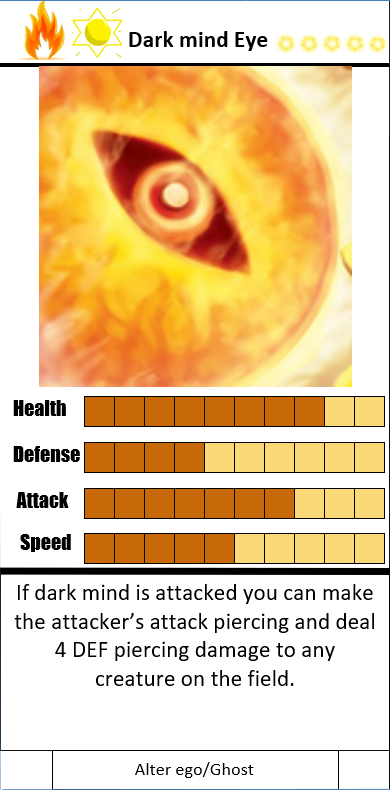 Dark mind Eye
Health
Defense
Attack
Speed
If dark mind is attacked you can make
the attacker’s attack piercing and deal
4 DEF piercing damage to any
creature on the field.
Alter ego/Ghost